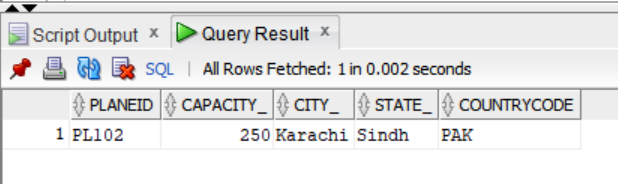 Script Output × Query Result ×
SQL | All Rows Fetched: 1 in 0.002 seconds
PLANEID CAPACITY_ CITY_ STATE_ COUNTRYCODE
1 PL102 250 Karachi Sindh PAK